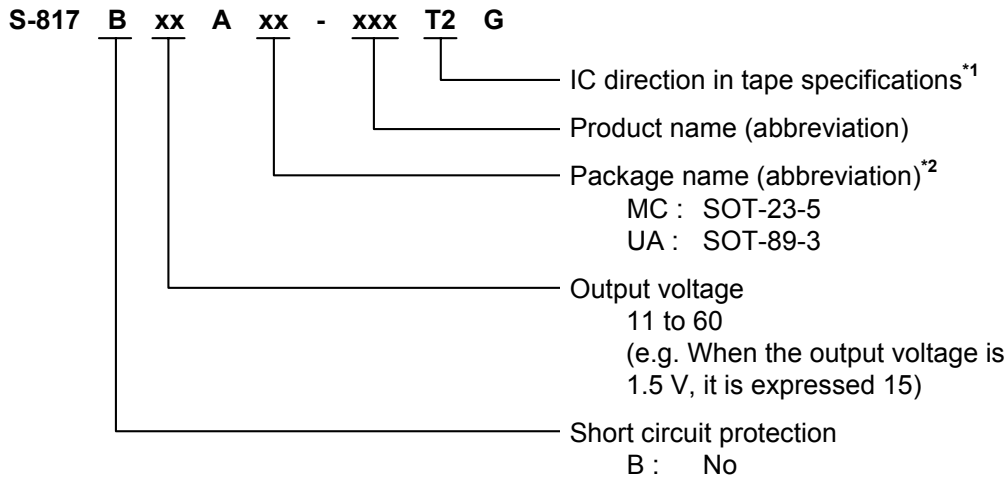 S-817 B xx A xx - xxx T2 G
IC direction in tape specifications*1
Product name (abbreviation)
Package name (abbreviation)*2
MC : SOT-23-5
UA : SOT-89-3
Output voltage
11 to 60
(e.g. When the output voltage is
1.5 V, it is expressed 15)
Short circuit protection
B : No